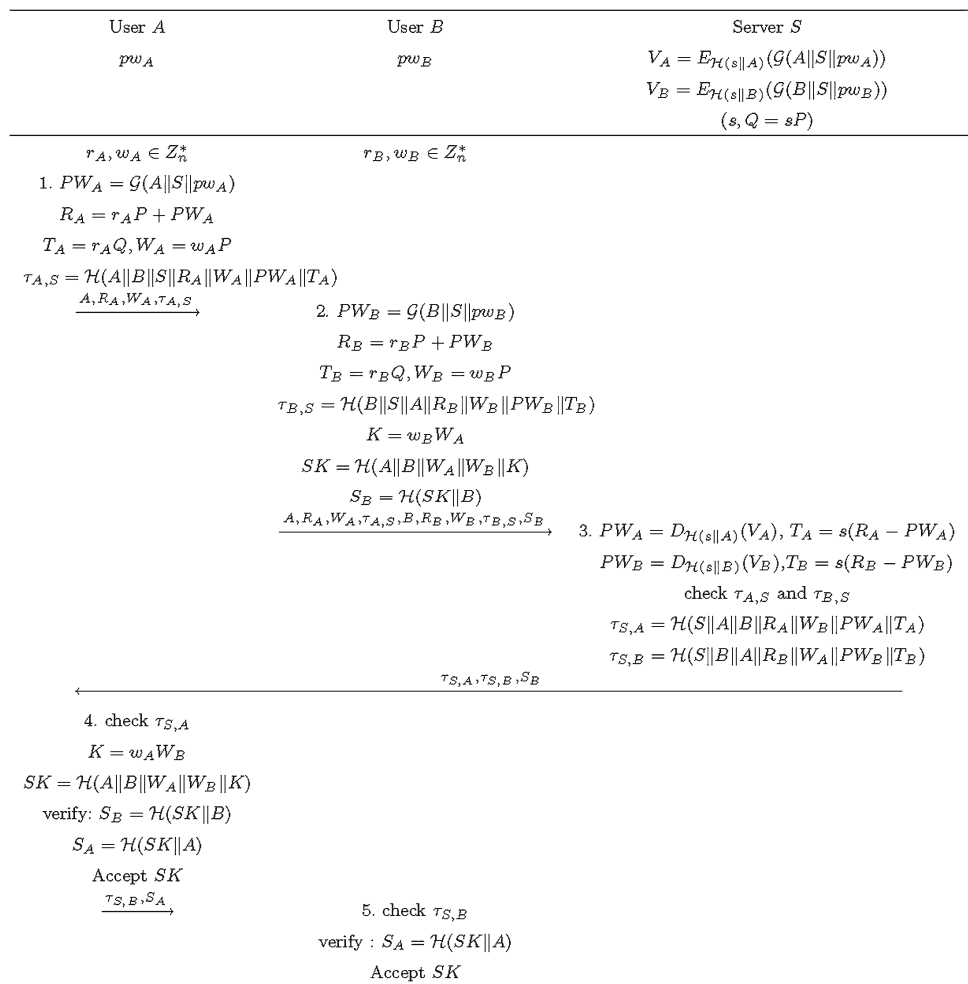 User A User B Server S
pw_A pw_B V_A = E_{ℋ(s∥A)}(𝒢(A∥S∥pw_A))
V_B = E_{ℋ(s∥B)}(𝒢(B∥S∥pw_B))
(s, Q = sP)
r_A, w_A ∈ Z_n^* r_B, w_B ∈ Z_n^*
1. PW_A = 𝒢(A∥S∥pw_A)
R_A = r_A P + PW_A
T_A = r_A Q, W_A = w_A P
τ_{A,S} = ℋ(A∥B∥S∥R_A∥W_A∥PW_A∥T_A)
A, R_A, W_A, τ_{A,S}
2. PW_B = 𝒢(B∥S∥pw_B)
R_B = r_B P + PW_B
T_B = r_B Q, W_B = w_B P
τ_{B,S} = ℋ(B∥S∥A∥R_B∥W_B∥PW_B∥T_B)
K = w_B W_A
SK = ℋ(A∥B∥W_A∥W_B∥K)
S_B = ℋ(SK∥B)
A, R_A, W_A, τ_{A,S}, B, R_B, W_B, τ_{B,S}, S_B
3. PW_A = D_{ℋ(s∥A)}(V_A), T_A = s(R_A − PW_A)
PW_B = D_{ℋ(s∥B)}(V_B), T_B = s(R_B − PW_B)
check τ_{A,S} and τ_{B,S}
τ_{S,A} = ℋ(S∥A∥B∥R_A∥W_B∥PW_A∥T_A)
τ_{S,B} = ℋ(S∥B∥A∥R_B∥W_A∥PW_B∥T_B)
τ_{S,A}, τ_{S,B}, S_B
4. check τ_{S,A}
K = w_A W_B
SK = ℋ(A∥B∥W_A∥W_B∥K)
verify: S_B = ℋ(SK∥B)
S_A = ℋ(SK∥A)
Accept SK
τ_{S,B}, S_A
5. check τ_{S,B}
verify : S_A = ℋ(SK∥A)
Accept SK